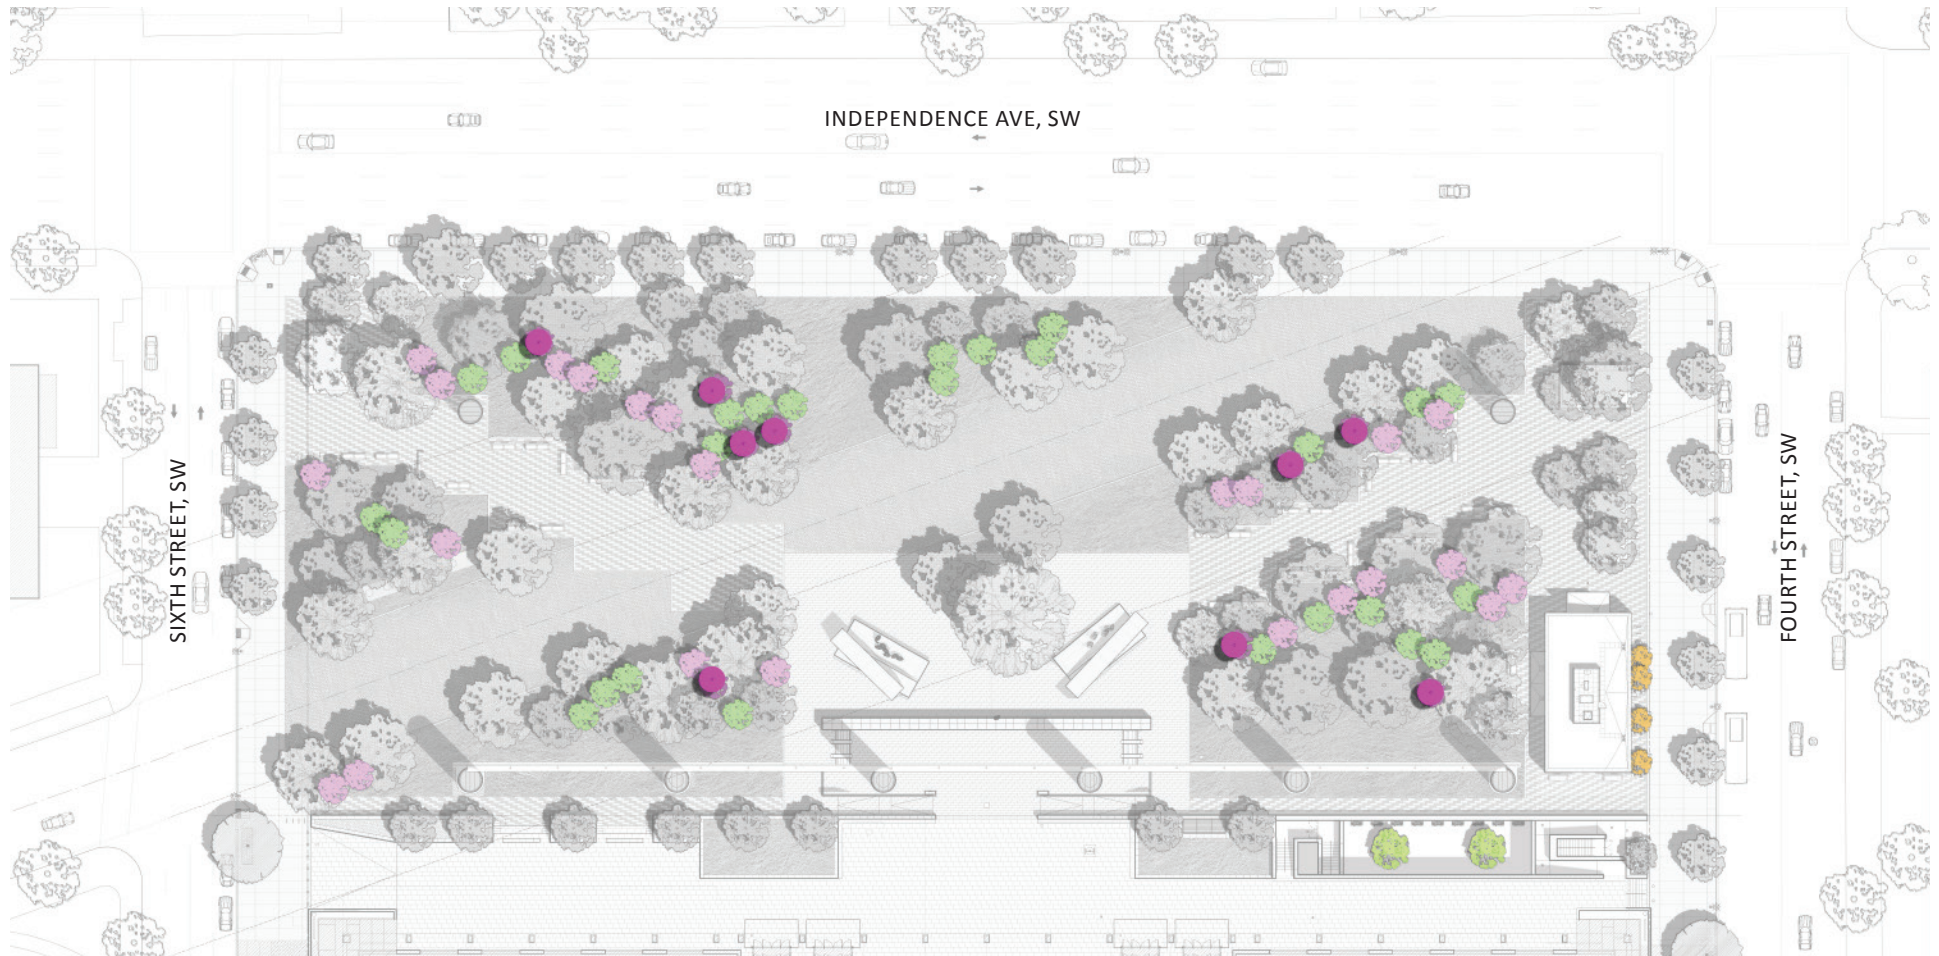 INDEPENDENCE AVE, SW
SIXTH STREET, SW
FOURTH STREET, SW